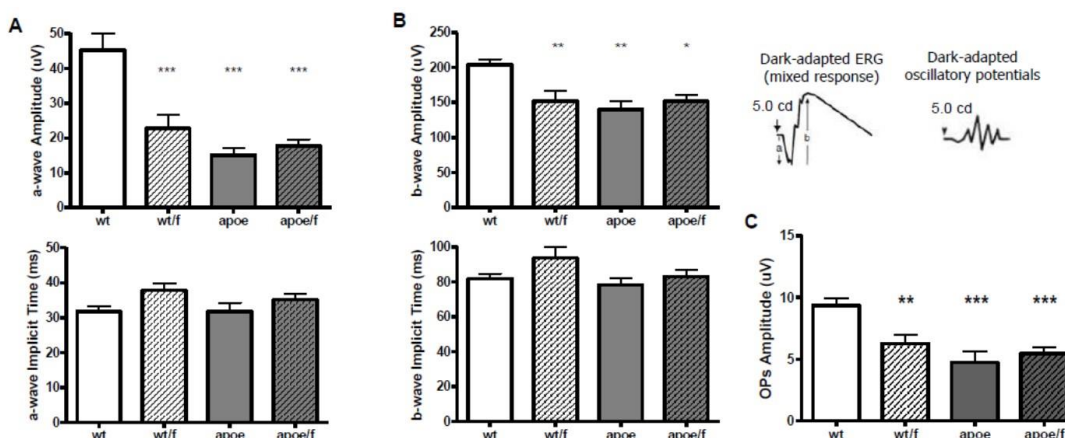 A
a-wave Amplitude (uV)
50
40
30
20
10
0
***
***
***
wt
wt/f
apoe
apoe/f
a-wave Implicit Time (ms)
50
40
30
20
10
0
wt
wt/f
apoe
apoe/f
B
b-wave Amplitude (uV)
250
200
150
100
50
0
**
**
*
wt
wt/f
apoe
apoe/f
b-wave Implicit Time (ms)
100
80
60
40
20
0
wt
wt/f
apoe
apoe/f
Dark-adapted ERG
(mixed response)
5.0 cd
a
b
Dark-adapted
oscillatory potentials
5.0 cd
C
OPs Amplitude (uV)
15
10
5
0
**
***
***
wt
wt/f
apoe
apoe/f